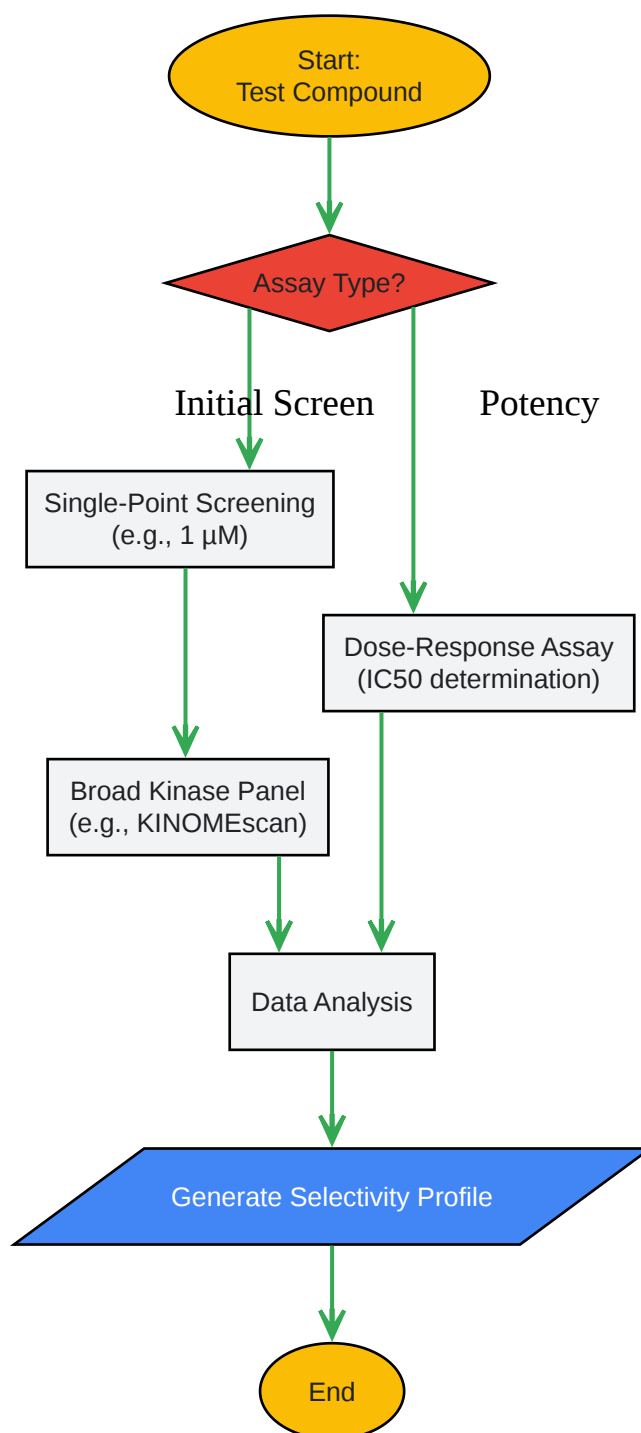 Start:
Test Compound
Assay Type?
Initial Screen
Potency
Single-Point Screening
(e.g., 1 µM)
Dose-Response Assay
(IC50 determination)
Broad Kinase Panel
(e.g., KINOMEscan)
Data Analysis
Generate Selectivity Profile
End